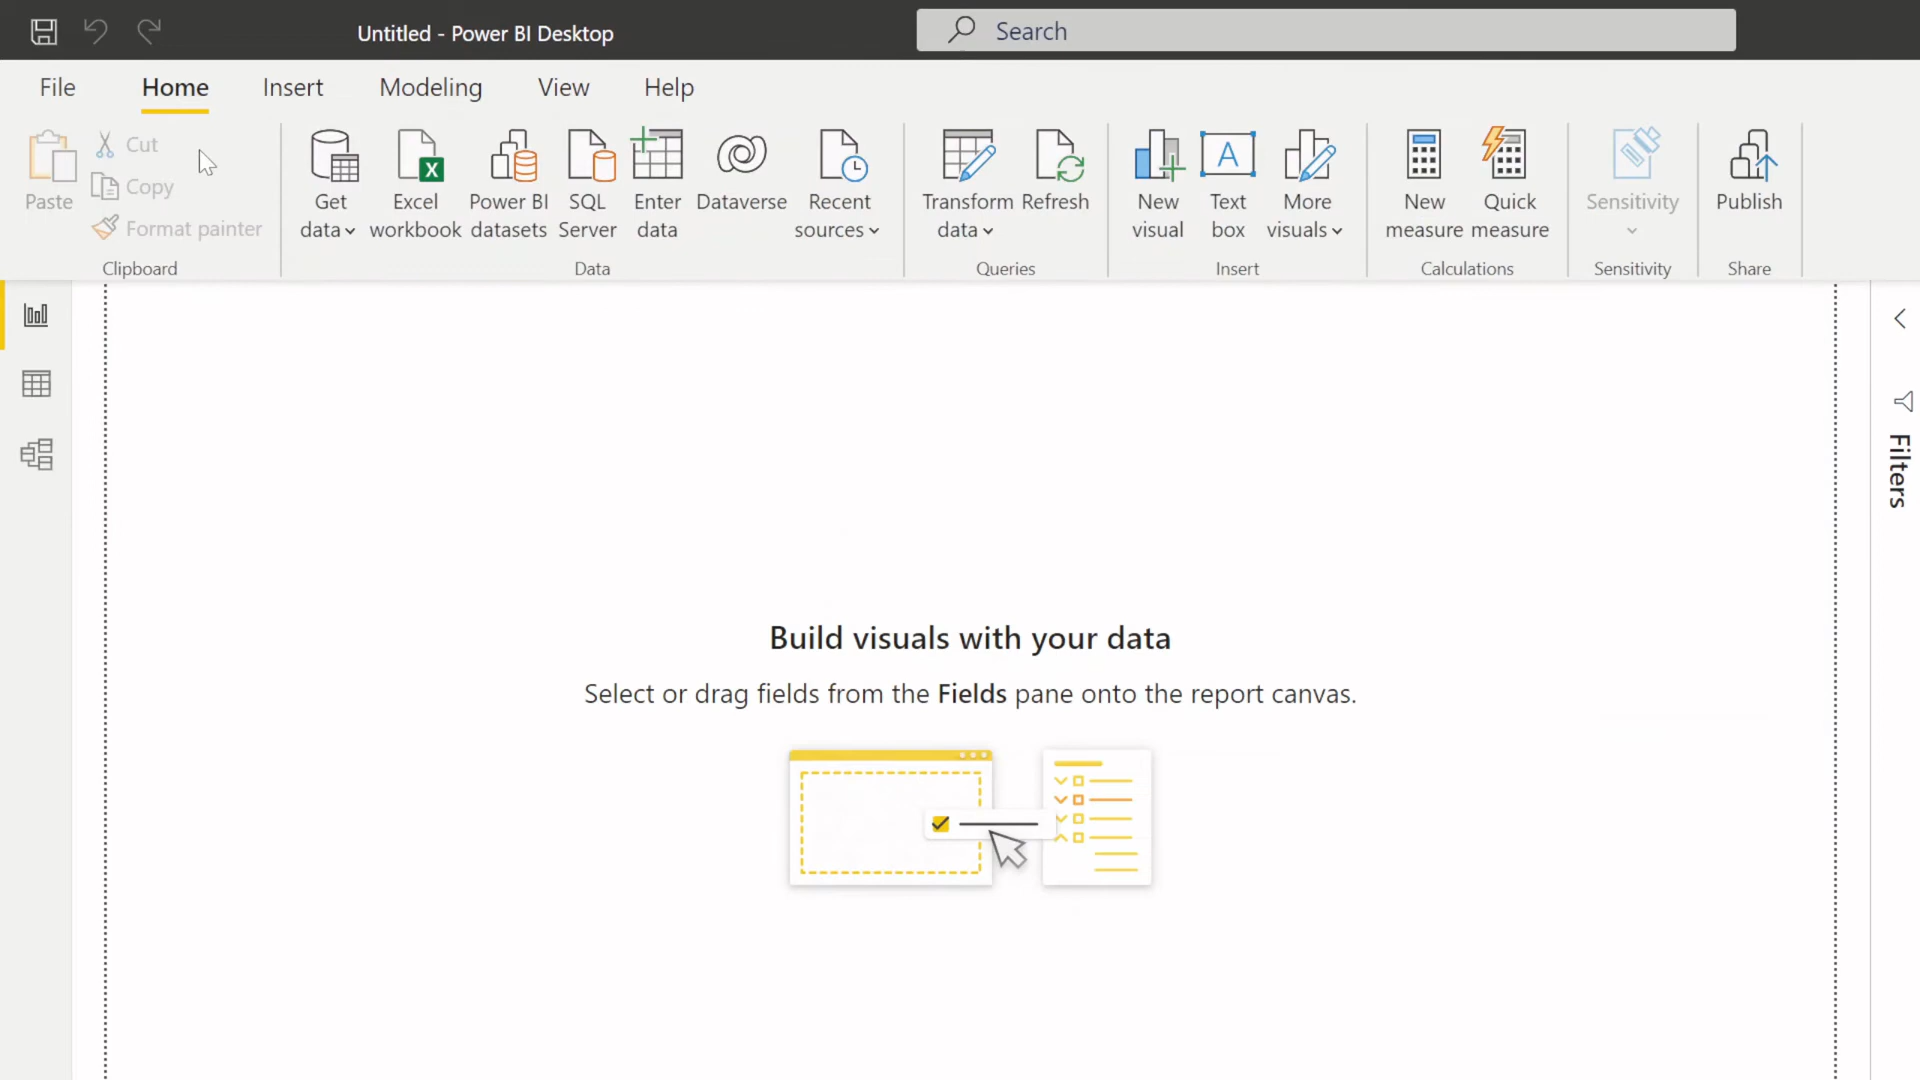 Untitled - Power BI Desktop
Search
File Home Insert Modeling View Help
Paste
Cut
Copy
Format painter
Clipboard
Get data
Excel workbook
Power BI datasets
SQL Server
Enter data
Dataverse
Recent sources
Data
Transform data
Refresh
Queries
New visual
A
Text box
More visuals
Insert
New measure
Quick measure
Calculations
Sensitivity
Sensitivity
Publish
Share
Filters
Build visuals with your data
Select or drag fields from the Fields pane onto the report canvas.